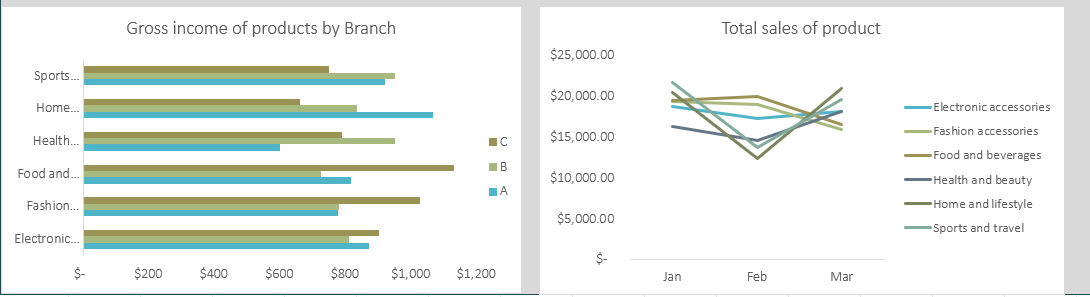 Gross income of products by Branch
Sports...
Home...
Health...
Food and...
Fashion...
Electronic...
$-
$200
$400
$600
$800
$1,000
$1,200
C
B
A
Total sales of product
$25,000.00
$20,000.00
$15,000.00
$10,000.00
$5,000.00
$-
Jan
Feb
Mar
Electronic accessories
Fashion accessories
Food and beverages
Health and beauty
Home and lifestyle
Sports and travel